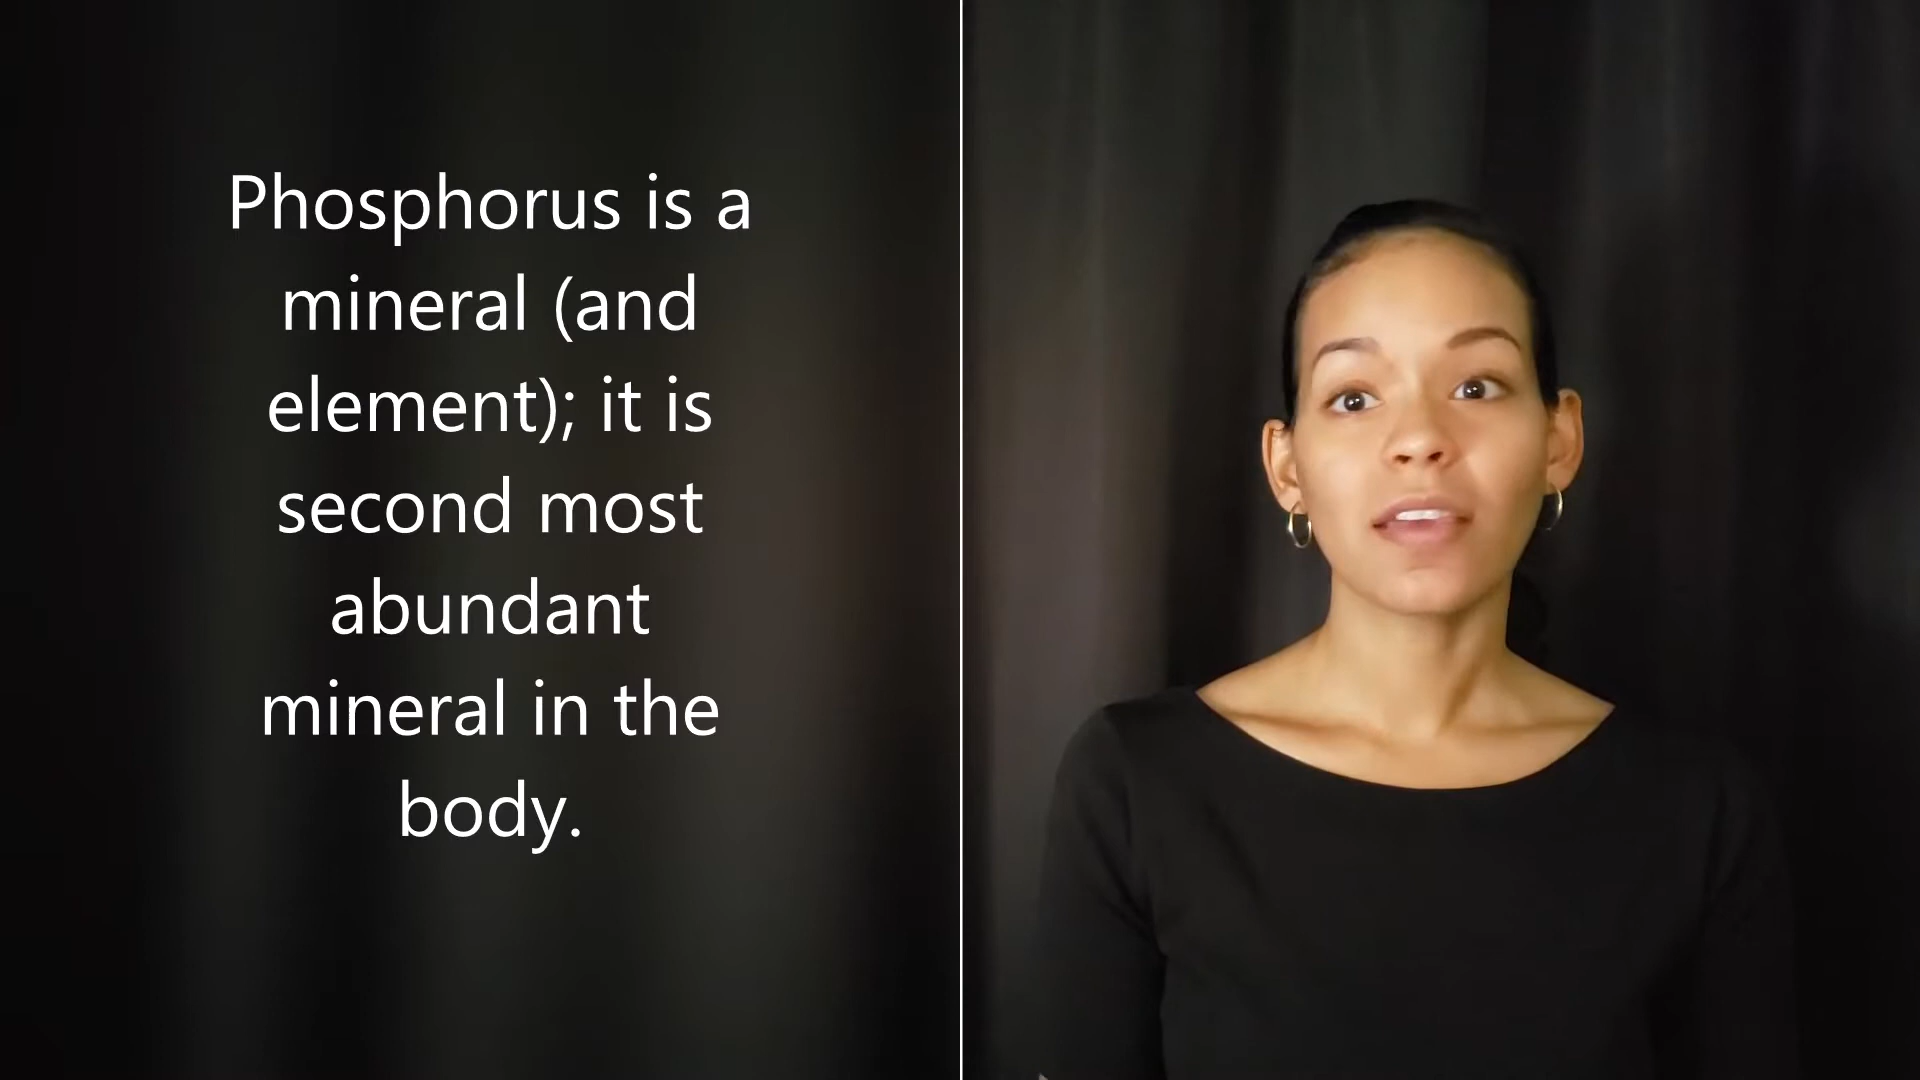 Phosphorus is a
mineral (and
element); it is
second most
abundant
mineral in the
body.